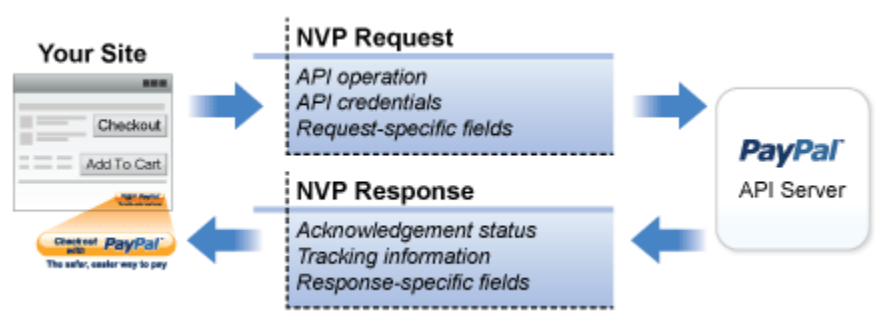 Your Site
Checkout
Add To Cart
Checkout with PayPal
The safer, easier way to pay
NVP Request
API operation
API credentials
Request-specific fields
NVP Response
Acknowledgement status
Tracking information
Response-specific fields
PayPal
API Server